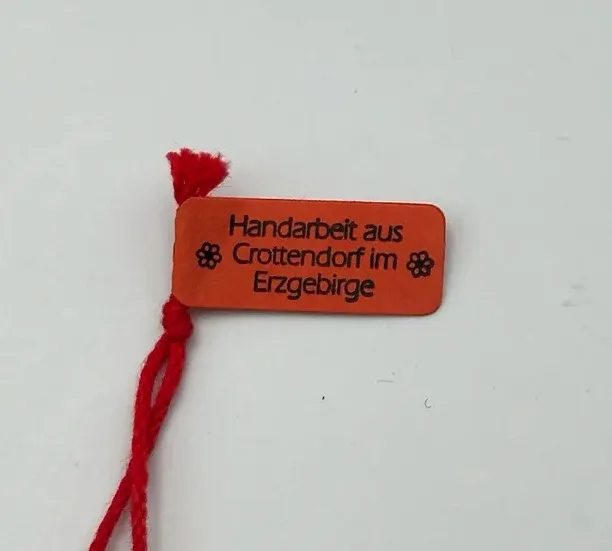 Handarbeit aus
Crottendorf im
Erzgebirge